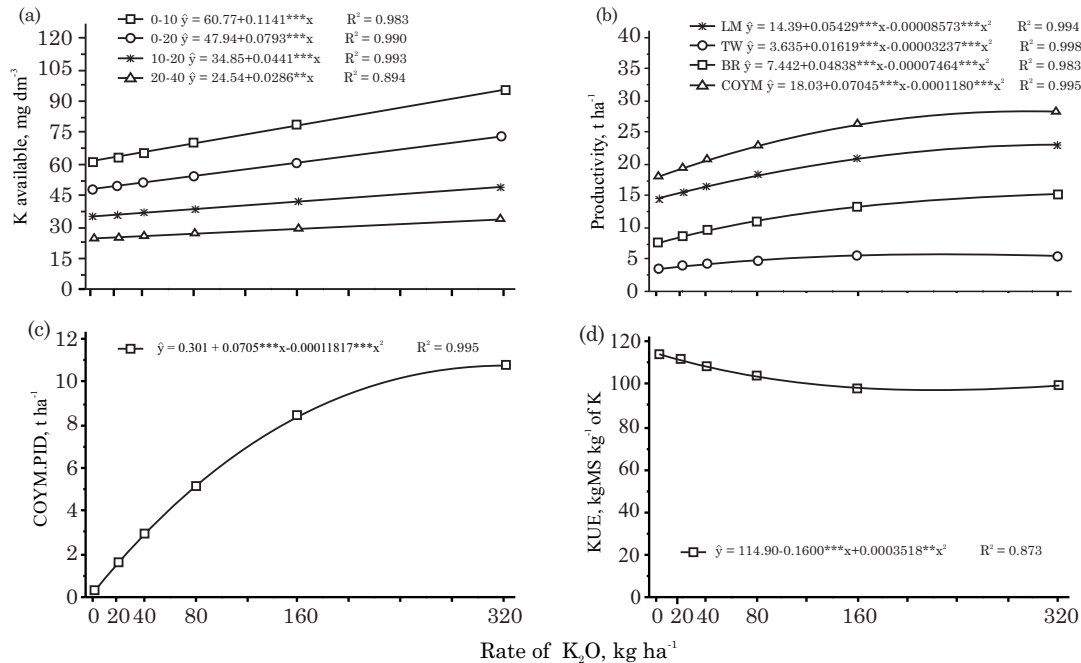 (a)
0-10 ŷ = 60.77+0.1141***x R² = 0.983
0-20 ŷ = 47.94+0.0793***x R² = 0.990
10-20 ŷ = 34.85+0.0441***x R² = 0.993
20-40 ŷ = 24.54+0.0286**x R² = 0.894
K available, mg dm⁻³
120
105
90
75
60
45
30
15
0
(b)
LM ŷ = 14.39+0.05429***x-0.00008573***x² R² = 0.994
TW ŷ = 3.635+0.01619***x-0.00003237***x² R² = 0.998
BR ŷ = 7.442+0.04838***x-0.00007464***x² R² = 0.983
COYM ŷ = 18.03+0.07045***x-0.0001180***x² R² = 0.995
Productivity, t ha⁻¹
40
35
30
25
20
15
10
5
0
(c)
ŷ = 0.301 + 0.0705***x-0.00011817***x² R² = 0.995
COYM.PID, t ha⁻¹
12
10
8
6
4
2
0
0 20 40 80 160 320
(d)
ŷ = 114.90-0.1600***x+0.0003518**x² R² = 0.873
KUE, kgMS kg⁻¹ of K
120
100
80
60
40
20
0
0 20 40 80 160 320
Rate of K₂O, kg ha⁻¹